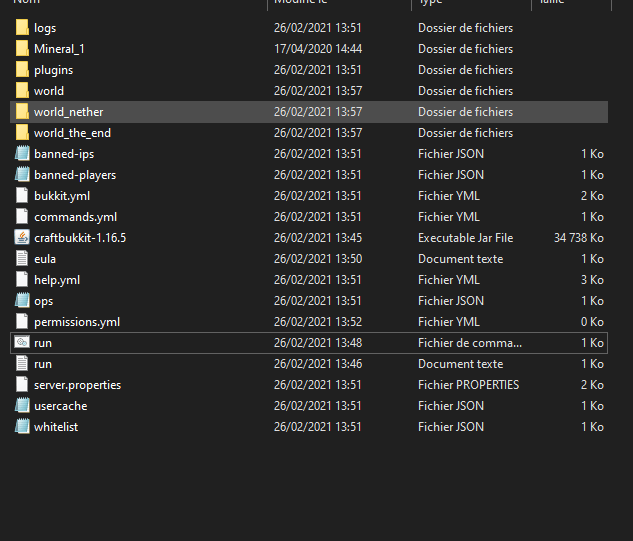 Nom Modifié le Type Taille
logs 26/02/2021 13:51 Dossier de fichiers
Mineral_1 17/04/2020 14:44 Dossier de fichiers
plugins 26/02/2021 13:51 Dossier de fichiers
world 26/02/2021 13:57 Dossier de fichiers
world_nether 26/02/2021 13:57 Dossier de fichiers
world_the_end 26/02/2021 13:57 Dossier de fichiers
banned-ips 26/02/2021 13:51 Fichier JSON 1 Ko
banned-players 26/02/2021 13:51 Fichier JSON 1 Ko
bukkit.yml 26/02/2021 13:51 Fichier YML 2 Ko
commands.yml 26/02/2021 13:51 Fichier YML 1 Ko
craftbukkit-1.16.5 26/02/2021 13:45 Executable Jar File 34 738 Ko
eula 26/02/2021 13:50 Document texte 1 Ko
help.yml 26/02/2021 13:51 Fichier YML 3 Ko
ops 26/02/2021 13:51 Fichier JSON 1 Ko
permissions.yml 26/02/2021 13:52 Fichier YML 0 Ko
run 26/02/2021 13:48 Fichier de comma... 1 Ko
run 26/02/2021 13:46 Document texte 1 Ko
server.properties 26/02/2021 13:51 Fichier PROPERTIES 2 Ko
usercache 26/02/2021 13:51 Fichier JSON 1 Ko
whitelist 26/02/2021 13:51 Fichier JSON 1 Ko